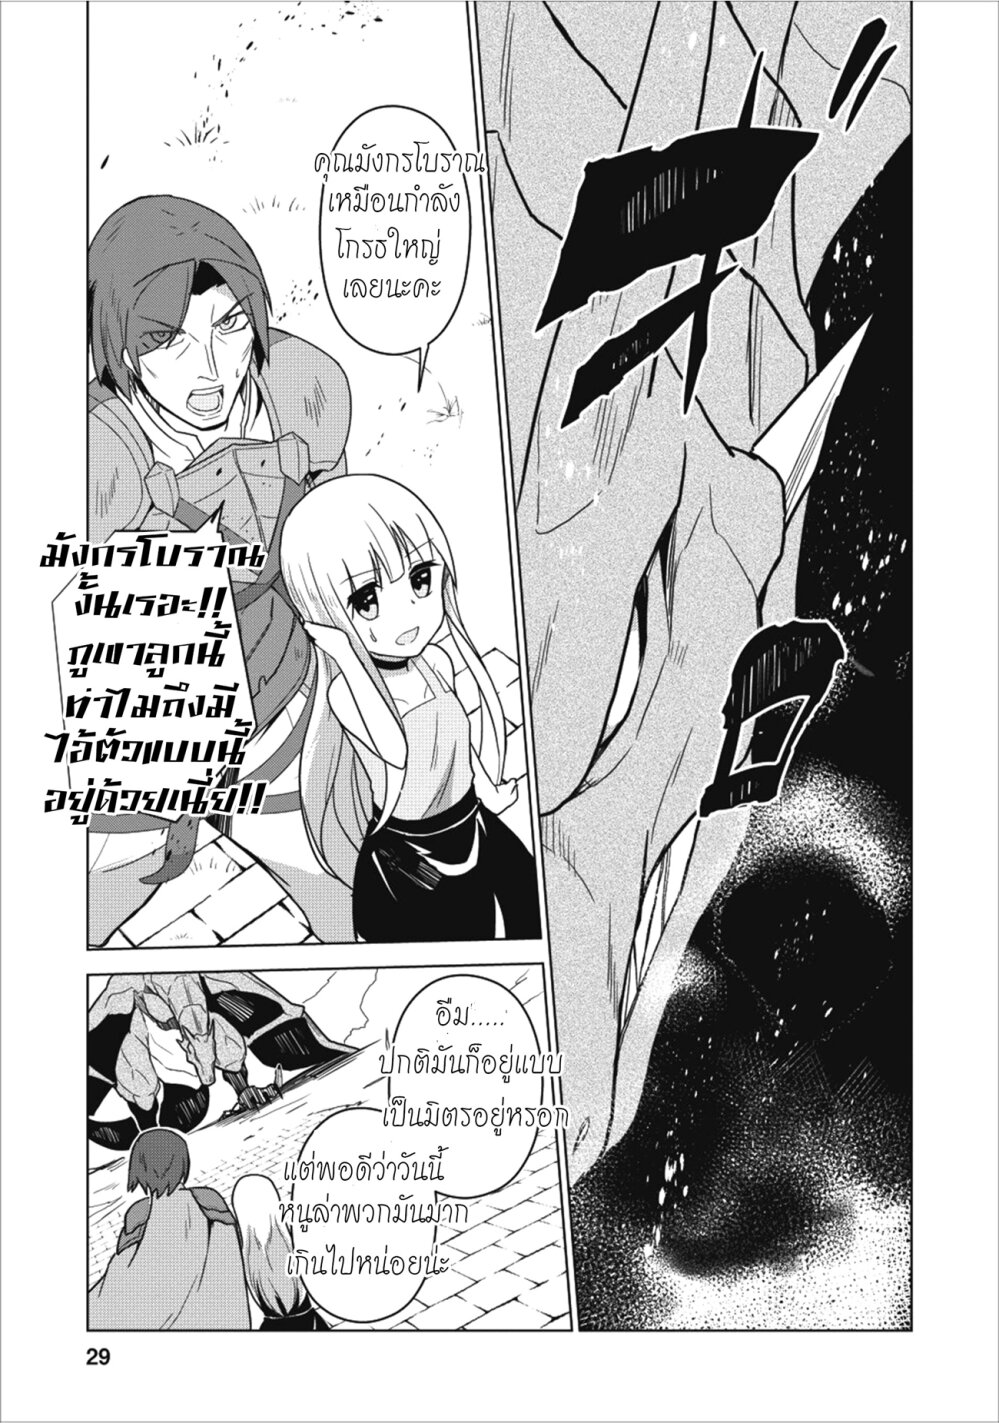 คุณมังกรโบราณ
เหมือนกำลัง
โกรธใหญ่
เลยนะคะ
มังกรโบราณ
งั้นเรอะ!!
ภูเขาลูกนี้
ทำไมถึงมี
ไอ้ตัวแบบนี้
อยู่ด้วยเนี่ย!!
อืม.....
ปกติมันก็อยู่แบบ
เป็นมิตรอยู่หรอก
แต่พอดีว่าวันนี้
หนูล่าพวกมันมาก
เกินไปหน่อยน่ะ
29